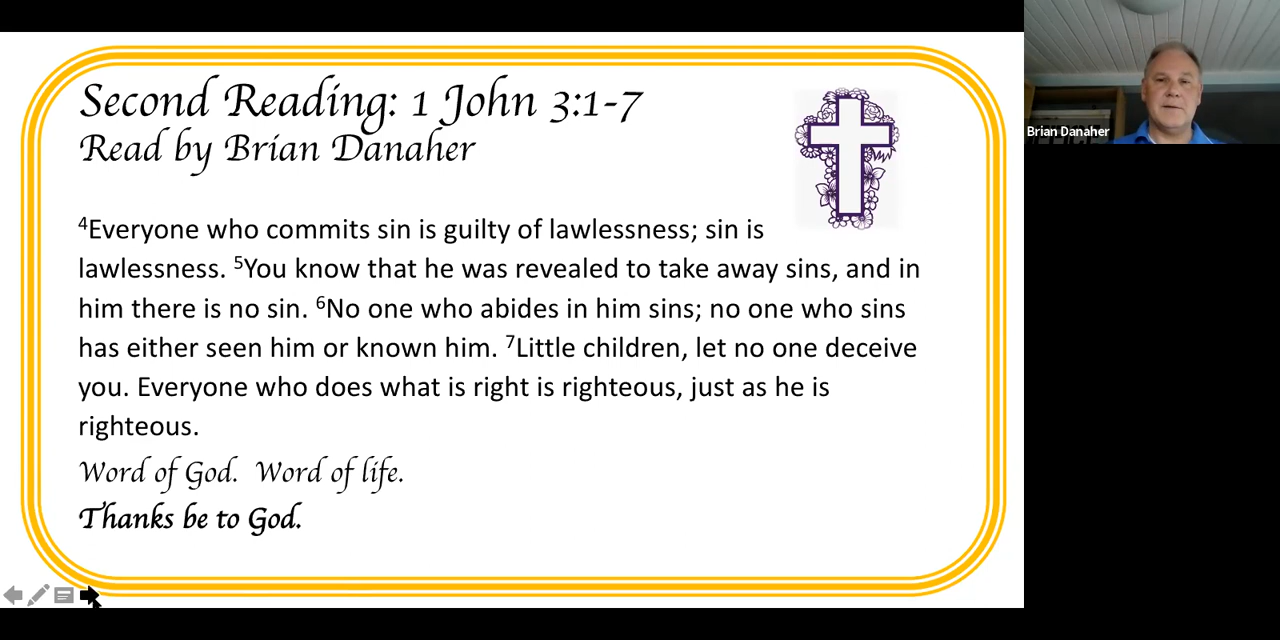 Second Reading: 1 John 3:1-7
Read by Brian Danaher
⁴Everyone who commits sin is guilty of lawlessness; sin is
lawlessness. ⁵You know that he was revealed to take away sins, and in
him there is no sin. ⁶No one who abides in him sins; no one who sins
has either seen him or known him. ⁷Little children, let no one deceive
you. Everyone who does what is right is righteous, just as he is
righteous.
Word of God.  Word of life.
Thanks be to God.
Brian Danaher